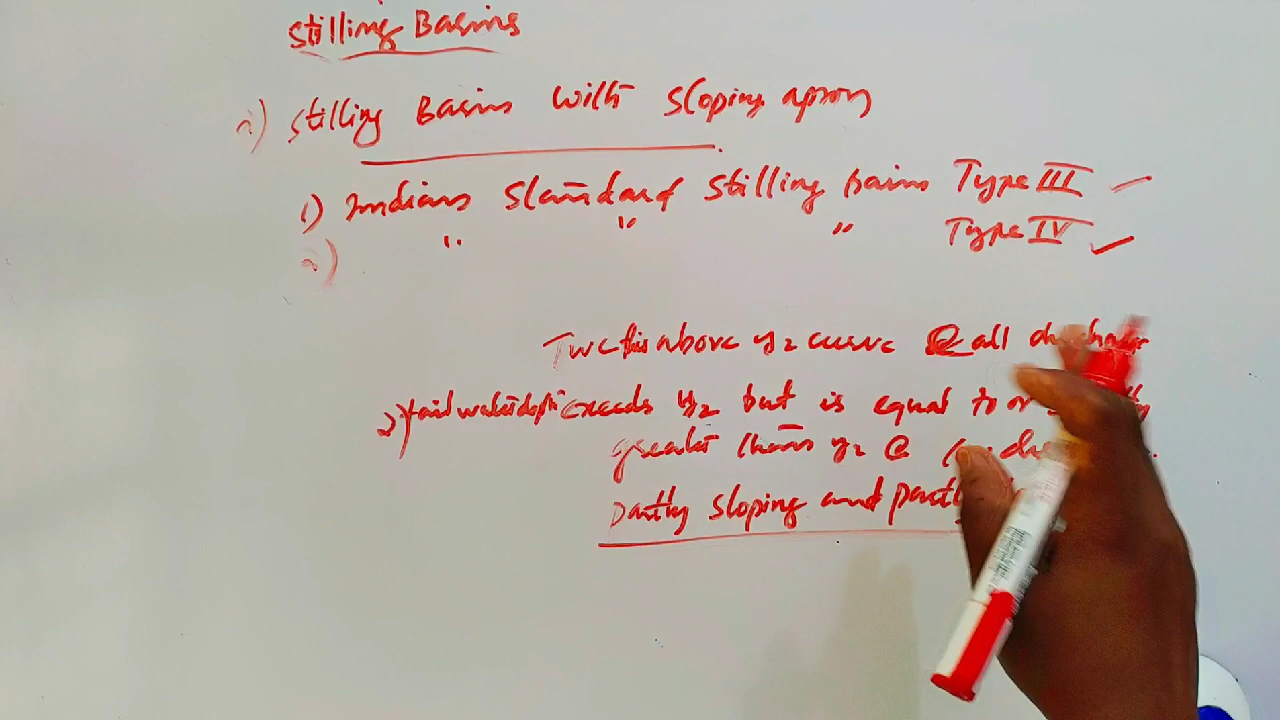 Stilling Basins
2) Stilling Basins with sloping apron
1) Indian Standard Stilling basins Type III
2) " " " Type IV
Twc is above y2 curve @ all
2) tail water depth exceeds y2 but is equal to or
greater than y2 @
Partly sloping and partly